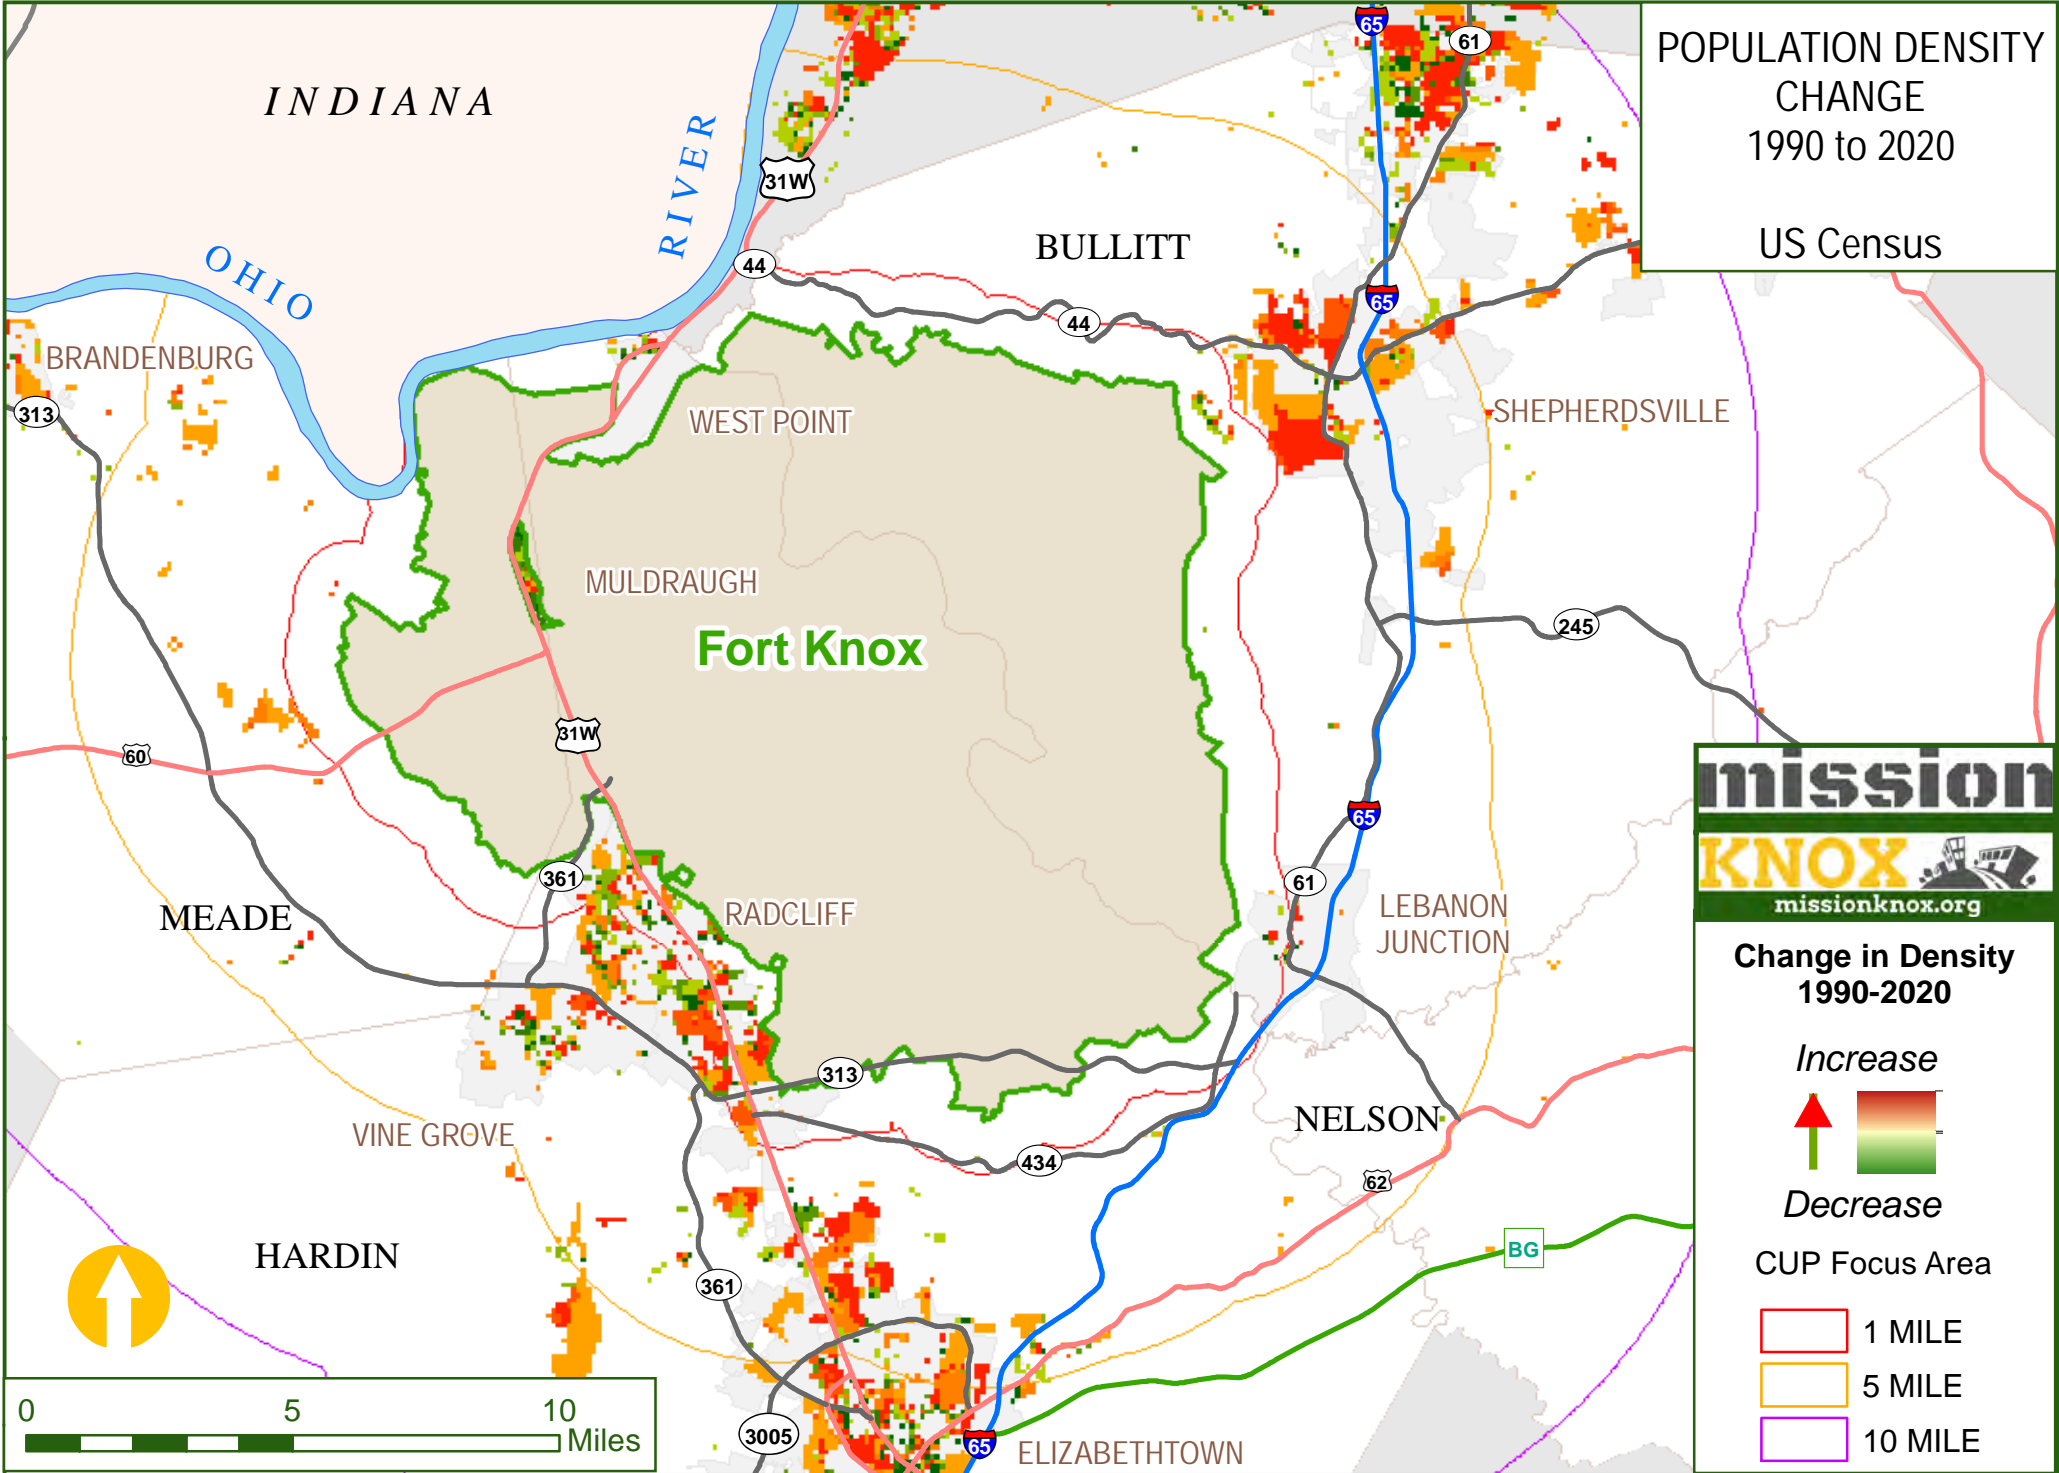 POPULATION DENSITY
CHANGE
1990 to 2020
US Census
INDIANA
OHIO
RIVER
65
61
31W
44
BULLITT
65
44
BRANDENBURG
313
WEST POINT
SHEPHERDSVILLE
MULDRAUGH
Fort Knox
245
31W
60
65
361
61
MEADE
RADCLIFF
LEBANON
JUNCTION
313
VINE GROVE
NELSON
434
62
HARDIN
361
BG
3005
65
ELIZABETHTOWN
mission
KNOX
missionknox.org
Change in Density
1990-2020
Increase
Decrease
CUP Focus Area
1 MILE
5 MILE
10 MILE
0 5 10
Miles